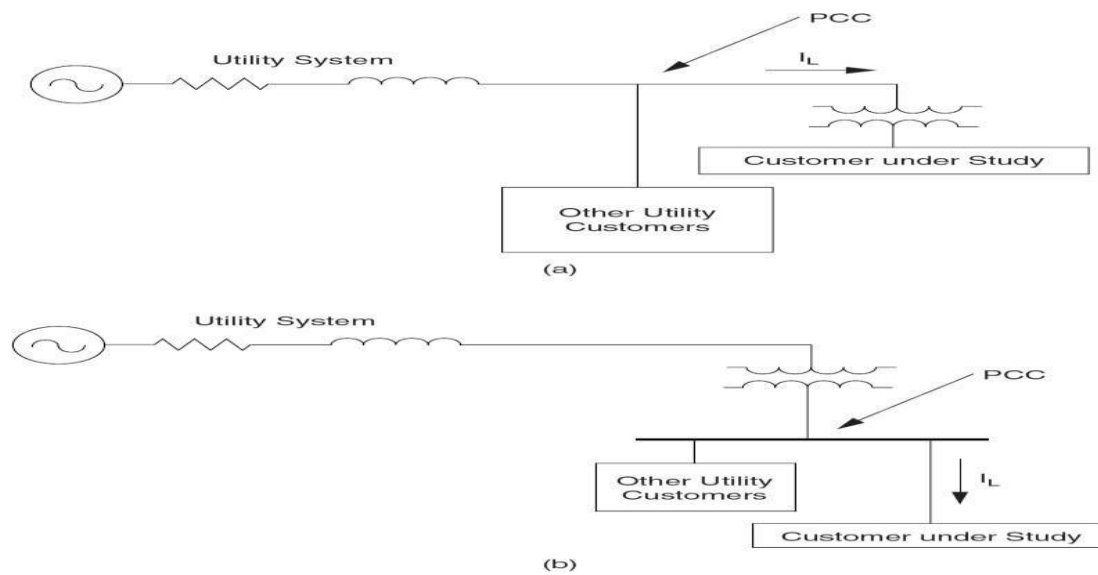 PCC
Utility System
IL
Customer under Study
Other Utility
Customers
(a)
Utility System
PCC
Other Utility
Customers
IL
Customer under Study
(b)